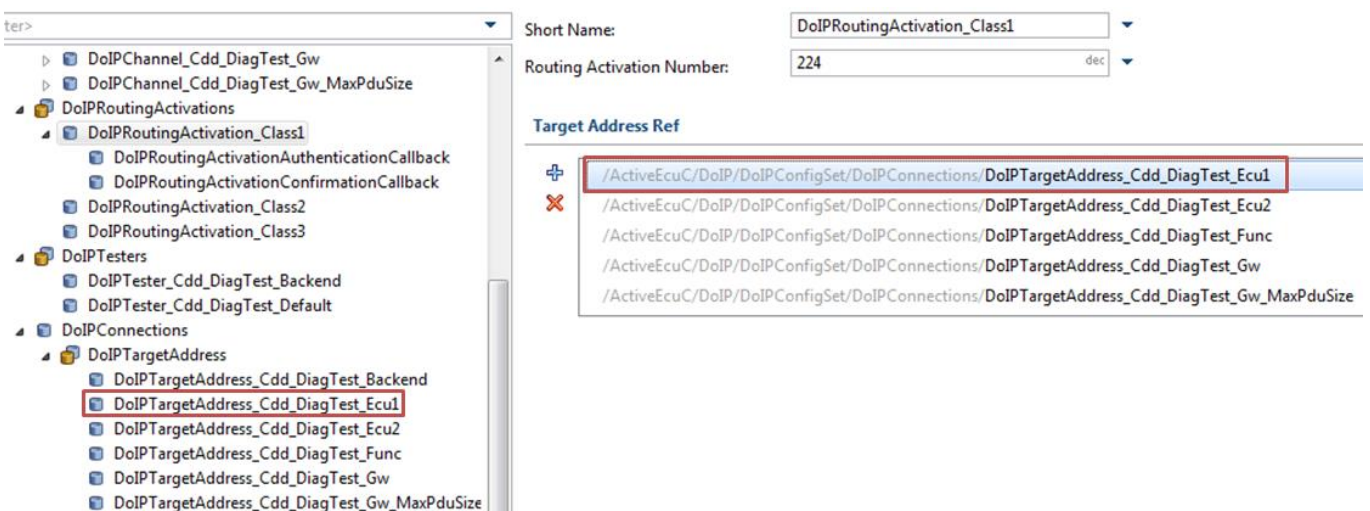 ter>
DoIPChannel_Cdd_DiagTest_Gw
DoIPChannel_Cdd_DiagTest_Gw_MaxPduSize
DoIPRoutingActivations
DoIPRoutingActivation_Class1
DoIPRoutingActivationAuthenticationCallback
DoIPRoutingActivationConfirmationCallback
DoIPRoutingActivation_Class2
DoIPRoutingActivation_Class3
DoIPTesters
DoIPTester_Cdd_DiagTest_Backend
DoIPTester_Cdd_DiagTest_Default
DoIPConnections
DoIPTargetAddress
DoIPTargetAddress_Cdd_DiagTest_Backend
DoIPTargetAddress_Cdd_DiagTest_Ecu1
DoIPTargetAddress_Cdd_DiagTest_Ecu2
DoIPTargetAddress_Cdd_DiagTest_Func
DoIPTargetAddress_Cdd_DiagTest_Gw
DoIPTargetAddress_Cdd_DiagTest_Gw_MaxPduSize
Short Name: DoIPRoutingActivation_Class1
Routing Activation Number: 224 dec
Target Address Ref
/ActiveEcuC/DoIP/DoIPConfigSet/DoIPConnections/DoIPTargetAddress_Cdd_DiagTest_Ecu1
/ActiveEcuC/DoIP/DoIPConfigSet/DoIPConnections/DoIPTargetAddress_Cdd_DiagTest_Ecu2
/ActiveEcuC/DoIP/DoIPConfigSet/DoIPConnections/DoIPTargetAddress_Cdd_DiagTest_Func
/ActiveEcuC/DoIP/DoIPConfigSet/DoIPConnections/DoIPTargetAddress_Cdd_DiagTest_Gw
/ActiveEcuC/DoIP/DoIPConfigSet/DoIPConnections/DoIPTargetAddress_Cdd_DiagTest_Gw_MaxPduSize